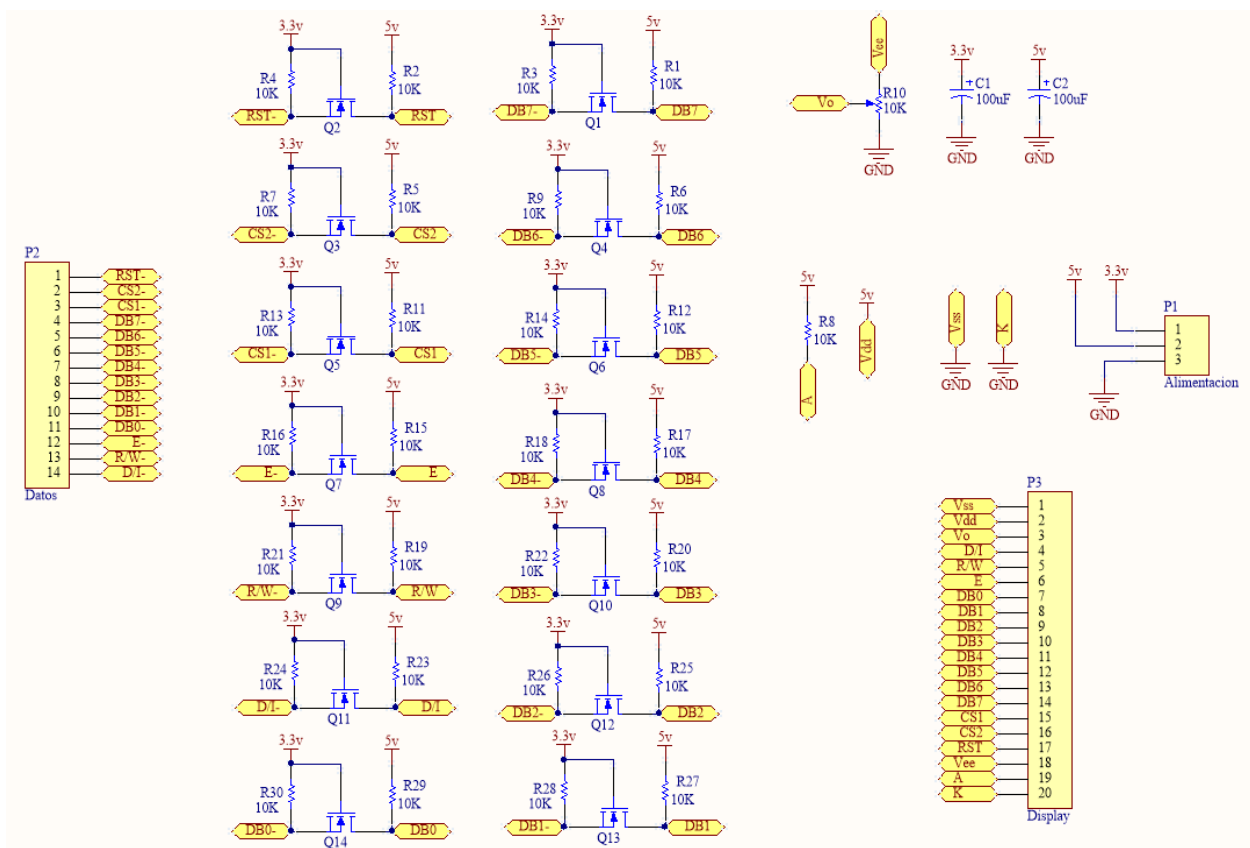 3.3v
5v
R4
10K
R2
10K
RST-
Q2
RST
3.3v
5v
R3
10K
R1
10K
DB7-
Q1
DB7
Vee
Vo
R10
10K
GND
3.3v
+
C1
100uF
GND
5v
+
C2
100uF
GND
3.3v
5v
R7
10K
R5
10K
CS2-
Q3
CS2
3.3v
5v
R9
10K
R6
10K
DB6-
Q4
DB6
P2
1 RST-
2 CS2-
3 CS1-
4 DB7-
5 DB6-
6 DB5-
7 DB4-
8 DB3-
9 DB2-
10 DB1-
11 DB0-
12 E-
13 R/W-
14 D/I-
Datos
3.3v
5v
R13
10K
R11
10K
CS1-
Q5
CS1
3.3v
5v
R14
10K
R12
10K
DB5-
Q6
DB5
5v
R8
10K
A
5v
Vdd
Vss
GND
K
GND
5v
3.3v
P1
1
2
3
Alimentacion
GND
3.3v
5v
R16
10K
R15
10K
E-
Q7
E
3.3v
5v
R18
10K
R17
10K
DB4-
Q8
DB4
3.3v
5v
R21
10K
R19
10K
R/W-
Q9
R/W
3.3v
5v
R22
10K
R20
10K
DB3-
Q10
DB3
3.3v
5v
R24
10K
R23
10K
D/I-
Q11
D/I
3.3v
5v
R26
10K
R25
10K
DB2-
Q12
DB2
3.3v
5v
R30
10K
R29
10K
DB0-
Q14
DB0
3.3v
5v
R28
10K
R27
10K
DB1-
Q13
DB1
P3
Vss 1
Vdd 2
Vo 3
D/I 4
R/W 5
E 6
DB0 7
DB1 8
DB2 9
DB3 10
DB4 11
DB5 12
DB6 13
DB7 14
CS1 15
CS2 16
RST 17
Vee 18
A 19
K 20
Display